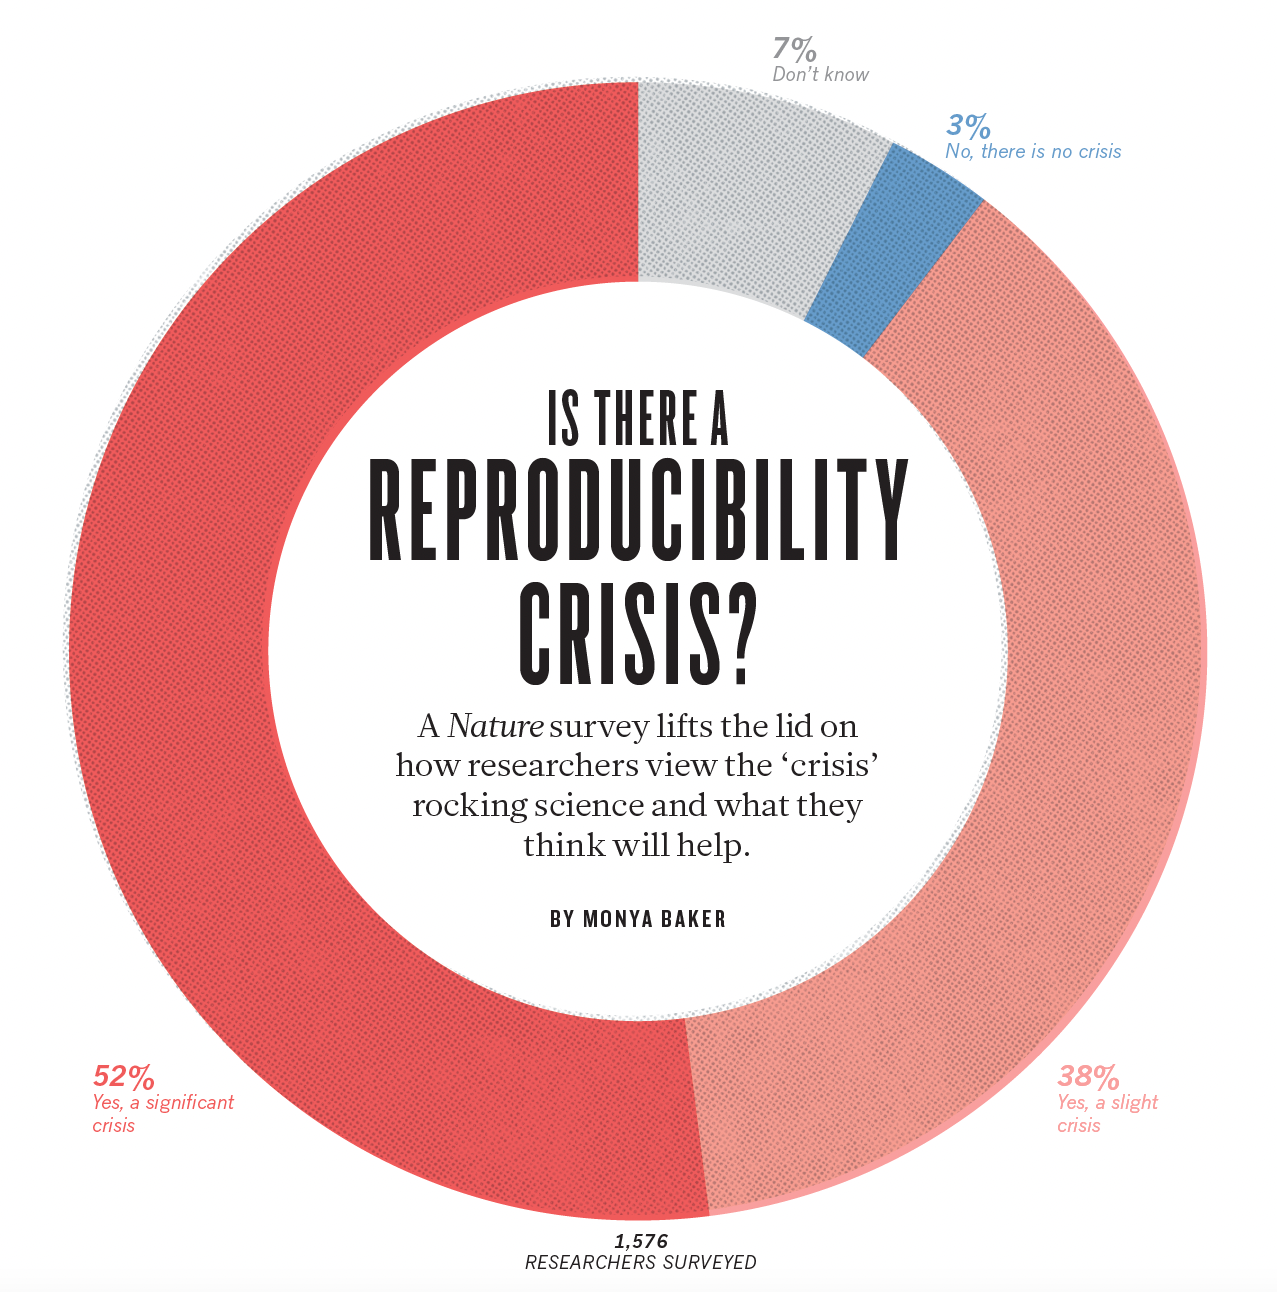 7%
Don't know
3%
No, there is no crisis
IS THERE A
REPRODUCIBILITY
CRISIS?
A Nature survey lifts the lid on
how researchers view the ‘crisis’
rocking science and what they
think will help.
BY MONYA BAKER
52%
Yes, a significant
crisis
38%
Yes, a slight
crisis
1,576
RESEARCHERS SURVEYED